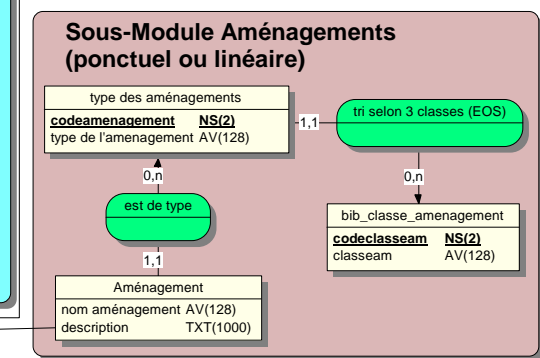 Sous-Module Aménagements
(ponctuel ou linéaire)
type des aménagements
codeamenagement NS(2)
type de l'amenagement AV(128)
1,1
tri selon 3 classes (EOS)
0,n
0,n
est de type
bib_classe_amenagement
codeclasseam NS(2)
classeam AV(128)
1,1
Aménagement
nom aménagement AV(128)
description TXT(1000)